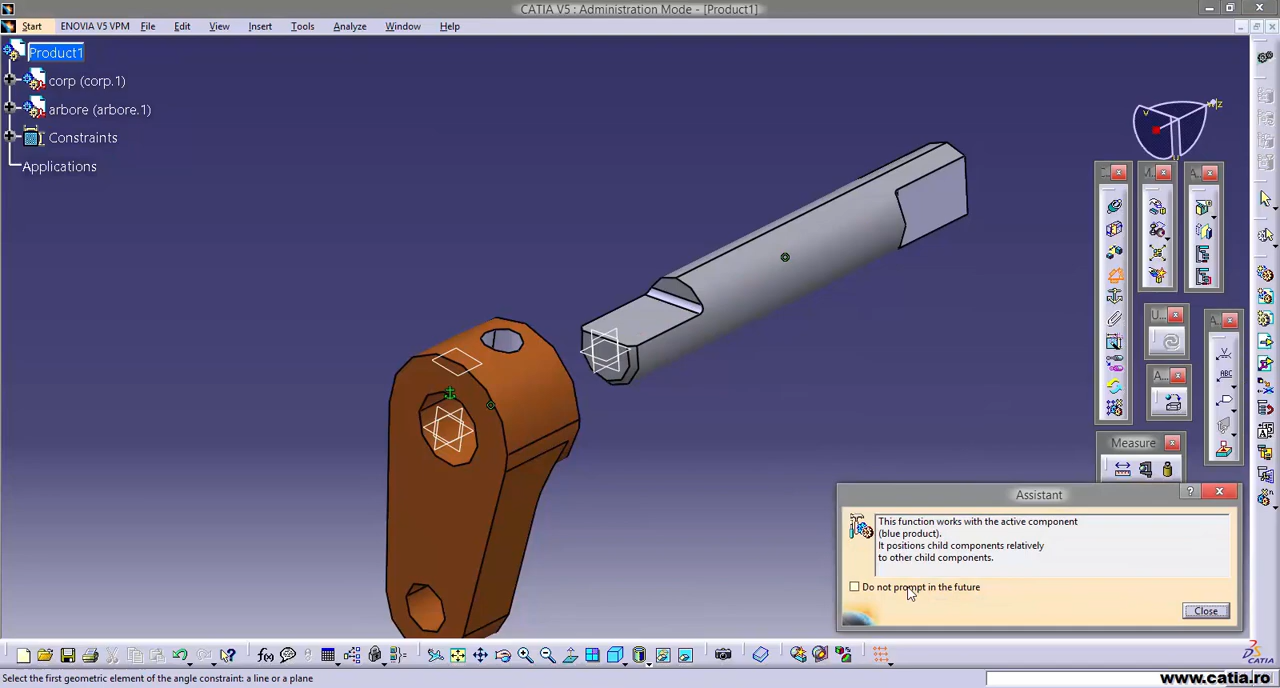 CATIA V5 : Administration Mode - [Product1]
Start ENOVIA V5 VPM File Edit View Insert Tools Analyze Window Help
Product1
corp (corp.1)
arbore (arbore.1)
Constraints
Applications
Measure
Assistant
This function works with the active component
(blue product).
It positions child components relatively
to other child components.
Do not prompt in the future
Close
CATIA
Select the first geometric element of the angle constraint: a line or a plane
www.catia.ro